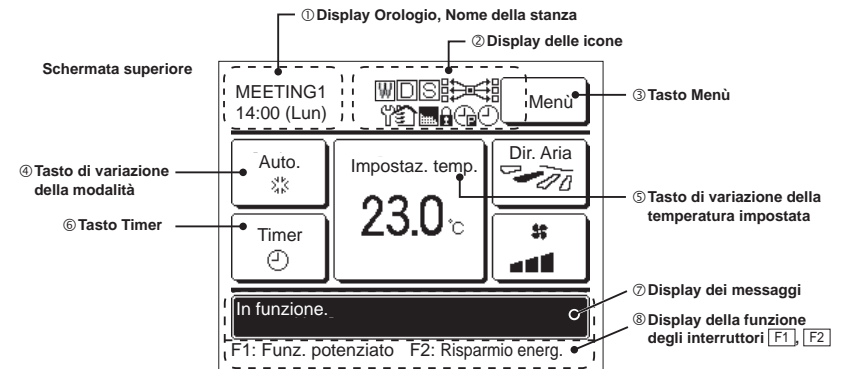 ①Display Orologio, Nome della stanza
②Display delle icone
Schermata superiore
MEETING1
14:00 (Lun)
W D S
Menù
③Tasto Menù
④Tasto di variazione
della modalità
Auto.
Impostaz. temp.
23.0°C
Dir. Aria
⑤Tasto di variazione della
temperatura impostata
⑥Tasto Timer
Timer
In funzione.
⑦Display dei messaggi
⑧Display della funzione
degli interruttori F1, F2
F1: Funz. potenziato F2: Risparmio energ.